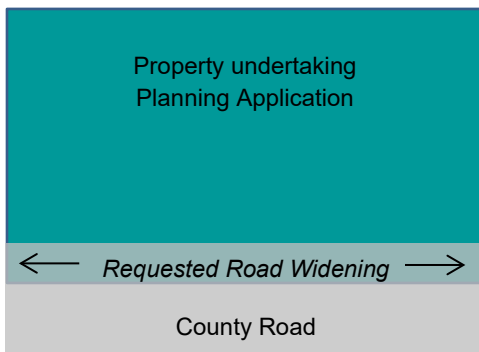 Property undertaking
Planning Application
Requested Road Widening
County Road